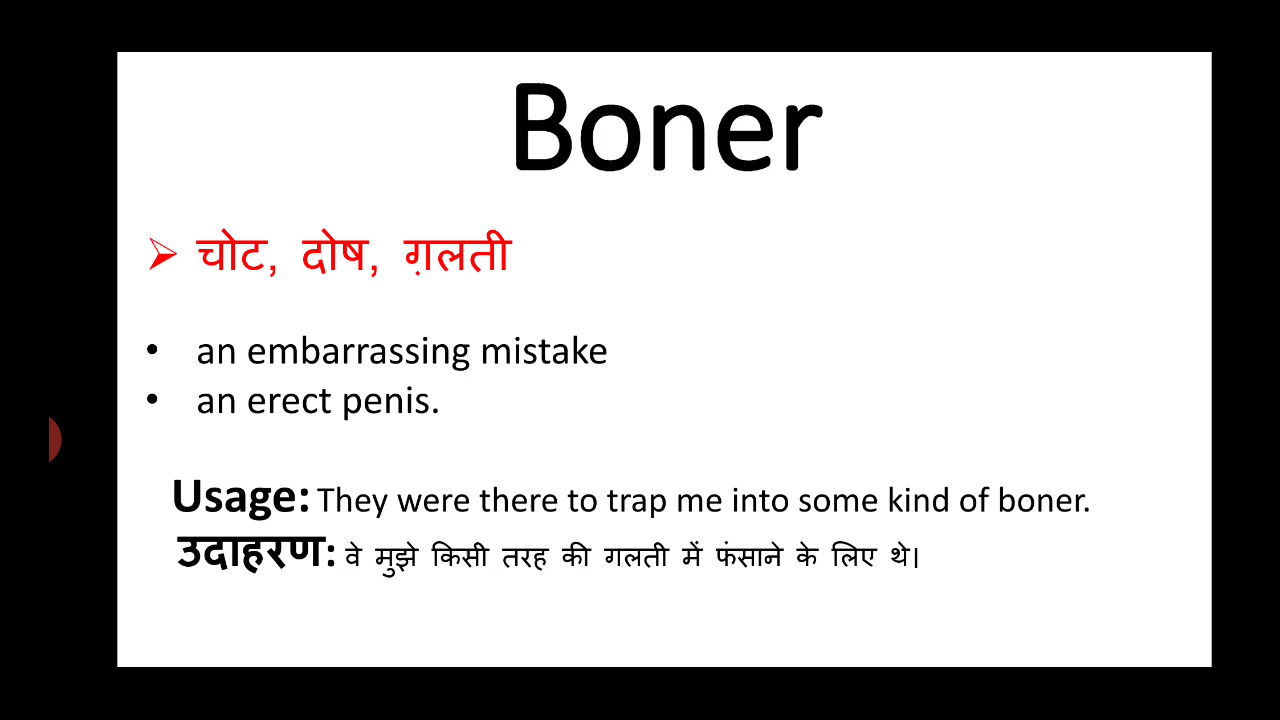 Boner
➢ चोट, दोष, ग़लती
• an embarrassing mistake
• an erect penis.
Usage: They were there to trap me into some kind of boner.
उदाहरण: वे मुझे किसी तरह की गलती में फंसाने के लिए थे।